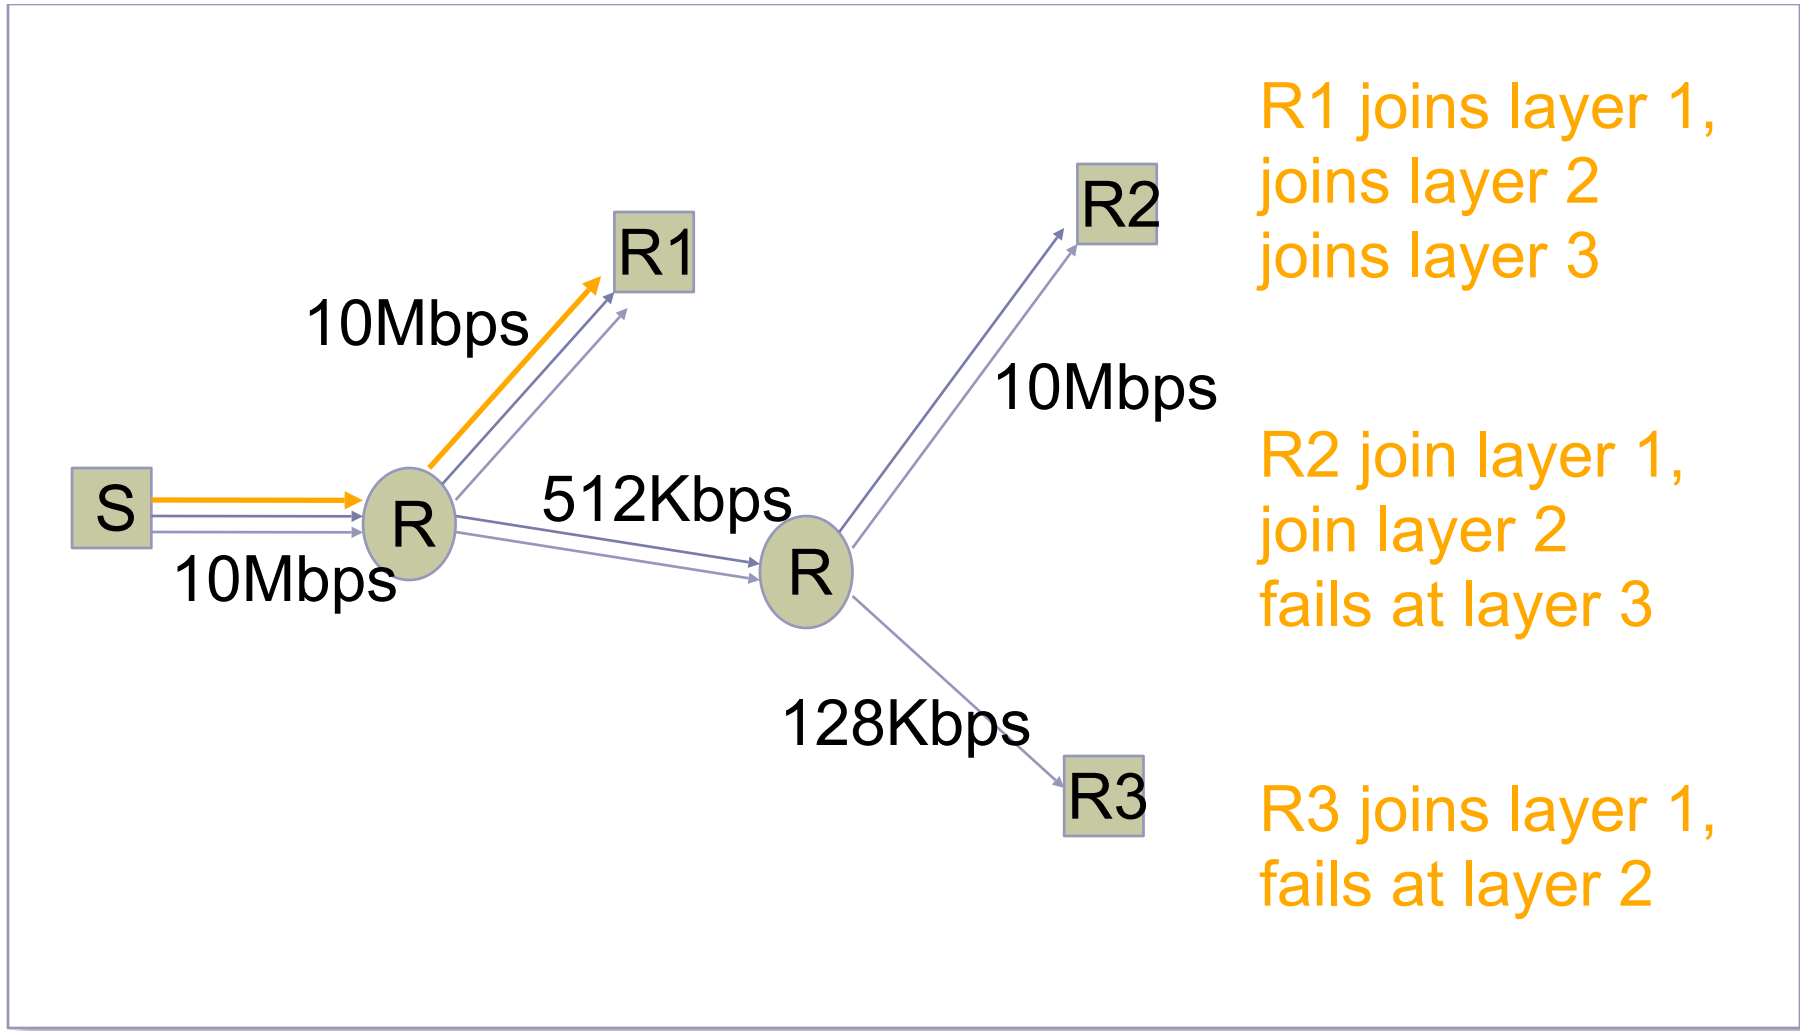 R1 joins layer 1,
joins layer 2
joins layer 3
R2
R1
10Mbps
10Mbps
R2 join layer 1,
join layer 2
fails at layer 3
512Kbps
S
R
R
10Mbps
128Kbps
R3
R3 joins layer 1,
fails at layer 2